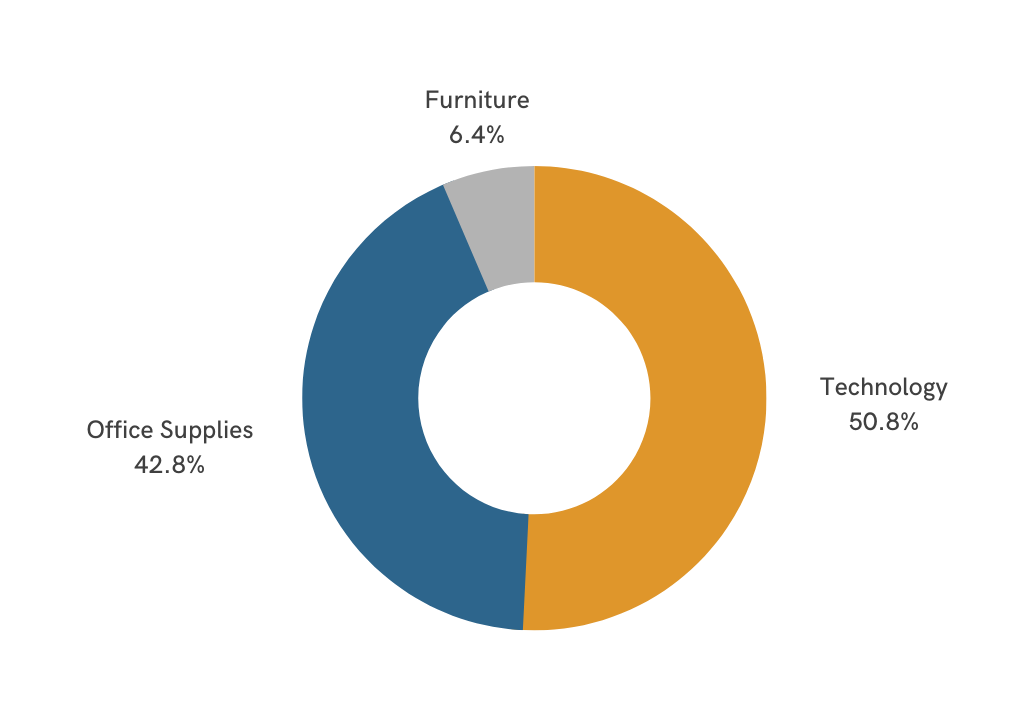 Furniture
6.4%
Technology
50.8%
Office Supplies
42.8%